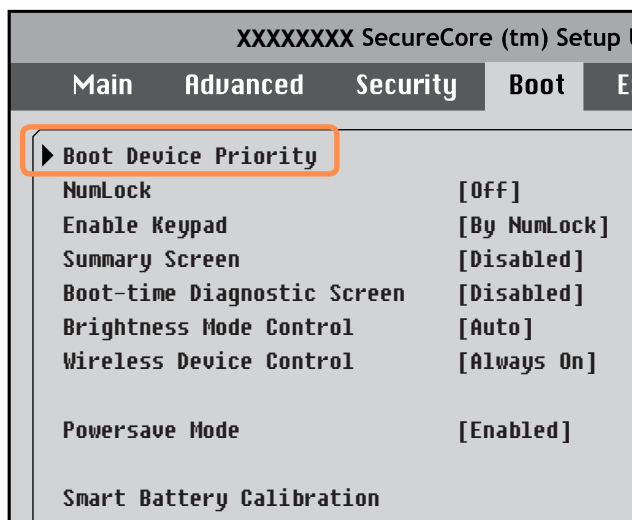 XXXXXXXX SecureCore (tm) Setup
Main Advanced Security Boot
Boot Device Priority
NumLock [Off]
Enable Keypad [By NumLock]
Summary Screen [Disabled]
Boot-time Diagnostic Screen [Disabled]
Brightness Mode Control [Auto]
Wireless Device Control [Always On]
Powersave Mode [Enabled]
Smart Battery Calibration